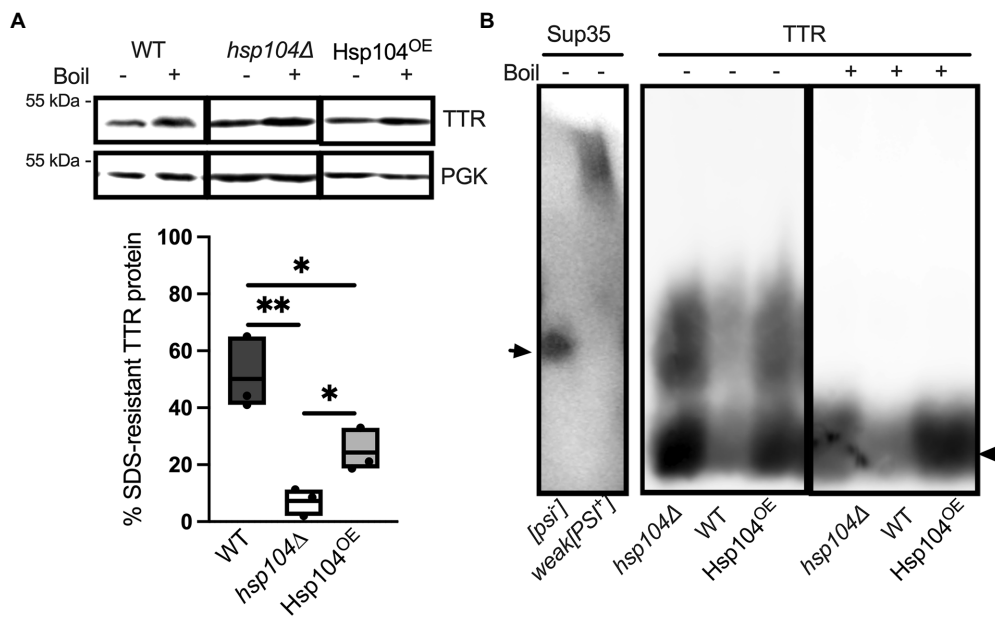 A
WT hsp104Δ Hsp104OE
Boil - + - + - +
55 kDa - TTR
55 kDa - PGK
% SDS-resistant TTR protein
100
80
60
40
20
0
*
**
*
WT hsp104Δ Hsp104OE
B
Sup35 TTR
Boil - - - - - + + +
[psi-] weak[PSI+] hsp104Δ WT Hsp104OE hsp104Δ WT Hsp104OE